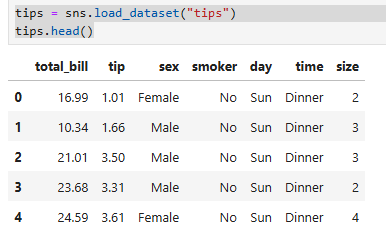 tips = sns.load_dataset("tips")
tips.head()
total_bill tip sex smoker day time size
0 16.99 1.01 Female No Sun Dinner 2
1 10.34 1.66 Male No Sun Dinner 3
2 21.01 3.50 Male No Sun Dinner 3
3 23.68 3.31 Male No Sun Dinner 2
4 24.59 3.61 Female No Sun Dinner 4